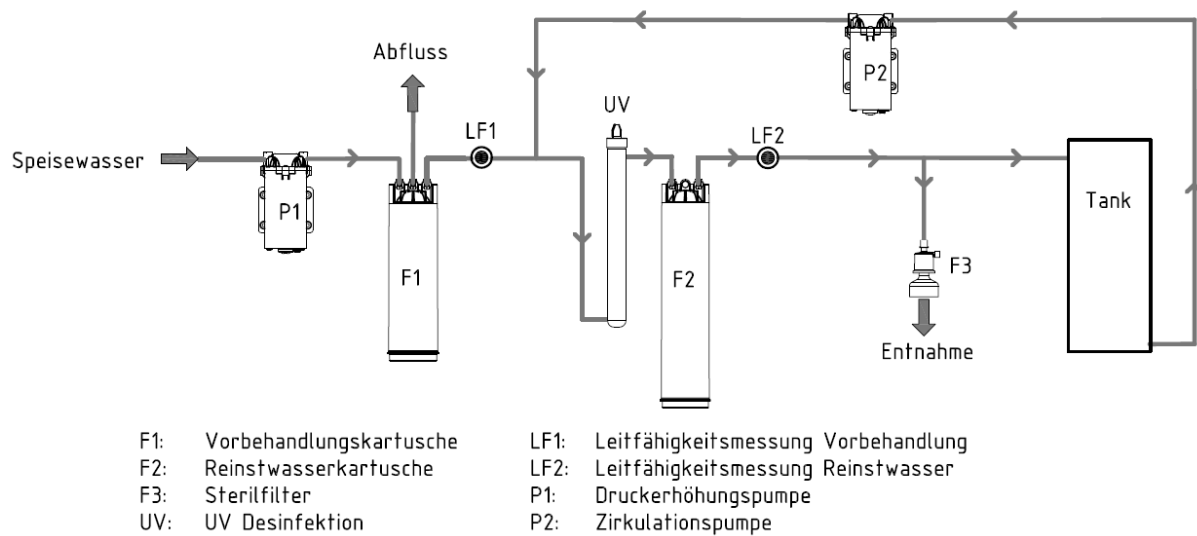 Abfluss
P2
UV
LF1
LF2
Speisewasser
P1
Tank
F1
F2
F3
Entnahme
F1: Vorbehandlungskartusche
F2: Reinstwasserkartusche
F3: Sterilfilter
UV: UV Desinfektion
LF1: Leitfähigkeitsmessung Vorbehandlung
LF2: Leitfähigkeitsmessung Reinstwasser
P1: Druckerhöhungspumpe
P2: Zirkulationspumpe